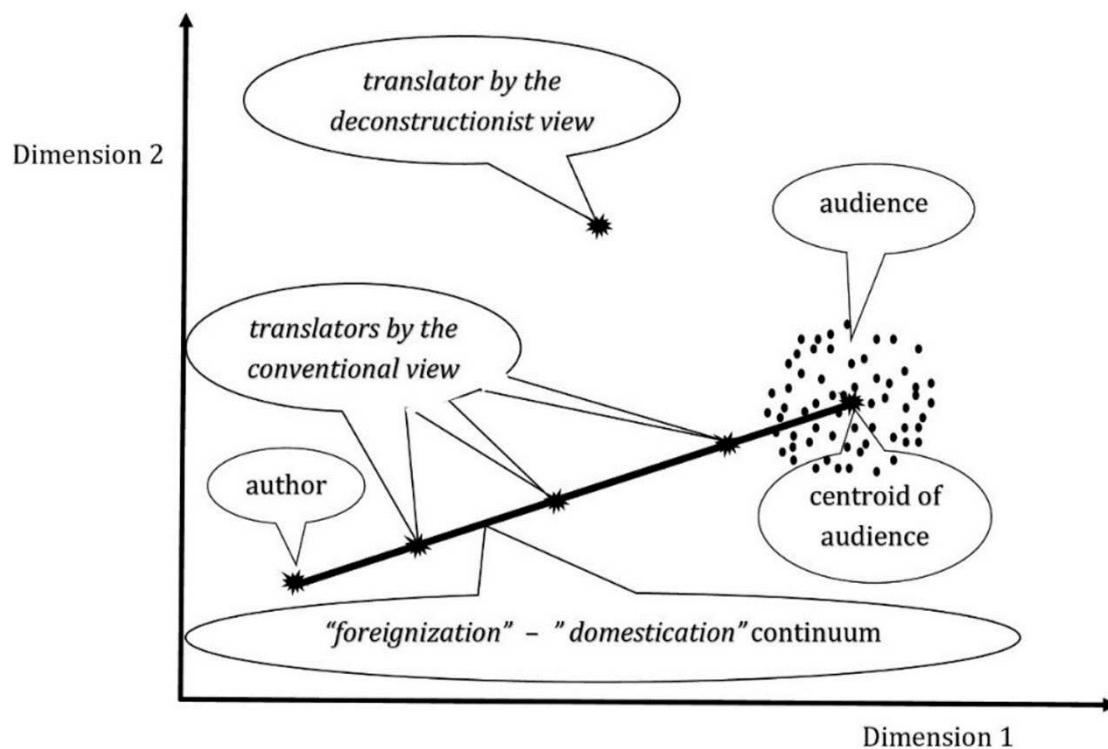 translator by the
deconstructionist view
Dimension 2
audience
translators by the
conventional view
author
centroid of
audience
“foreignization” – ” domestication” continuum
Dimension 1